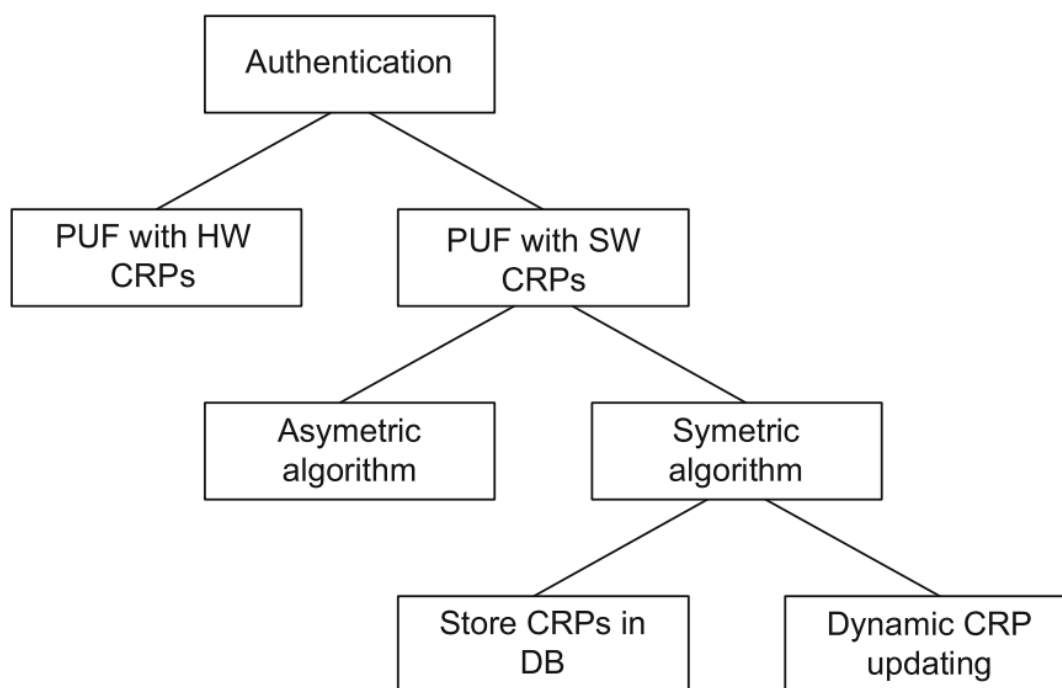 Authentication
PUF with HW
CRPs
PUF with SW
CRPs
Asymetric
algorithm
Symetric
algorithm
Store CRPs in
DB
Dynamic CRP
updating